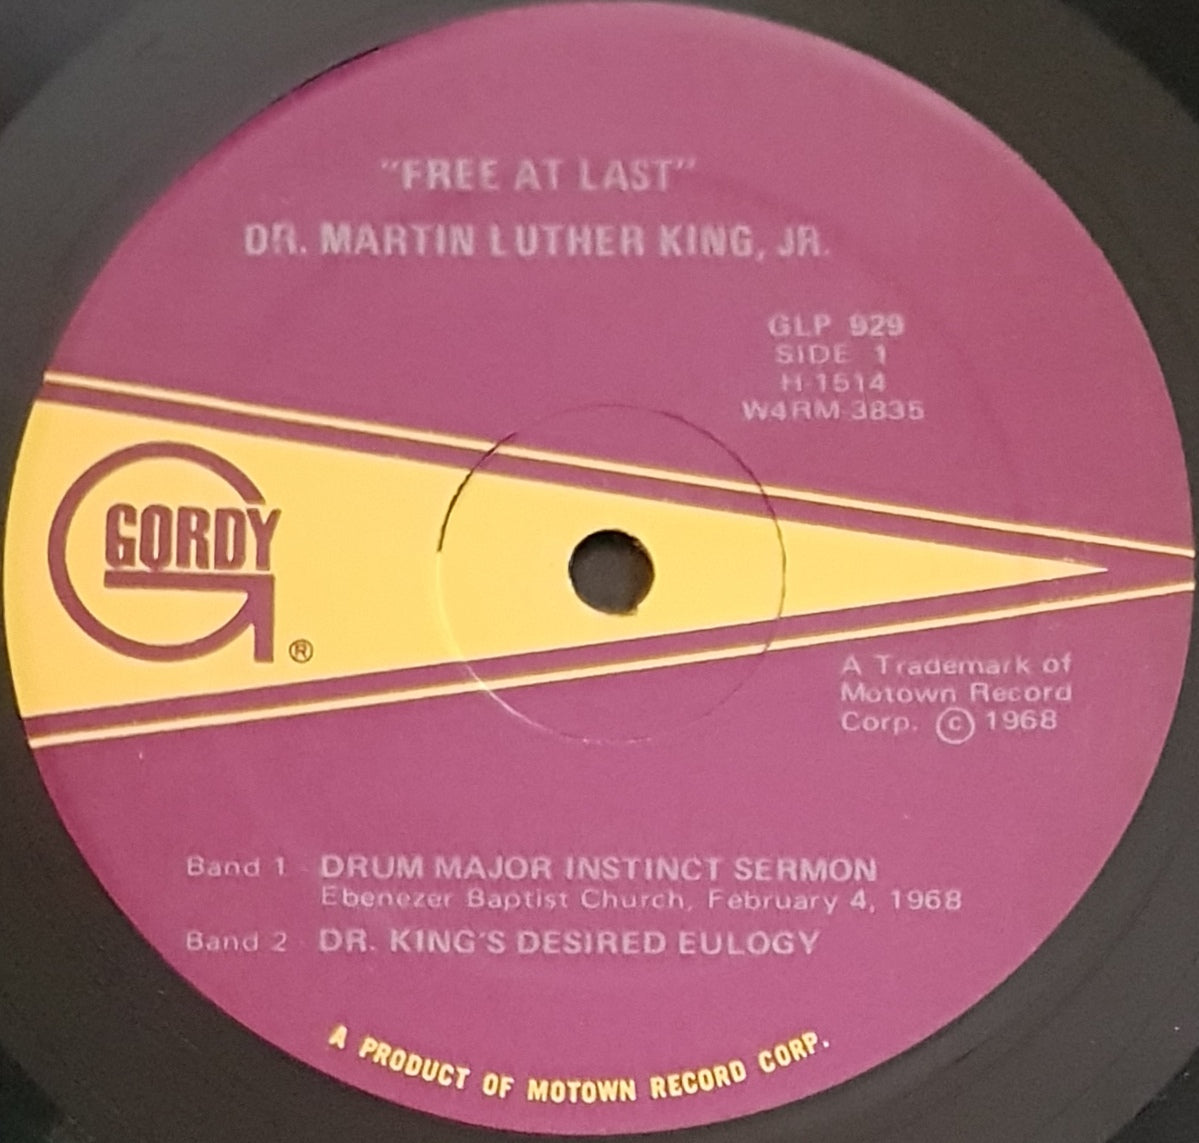 "FREE AT LAST"
DR. MARTIN LUTHER KING, JR.
GLP 929
SIDE 1
H-1514
W4RM-3835
GORDY
®
A Trademark of
Motown Record
Corp. © 1968
Band 1 - DRUM MAJOR INSTINCT SERMON
Ebenezer Baptist Church, February 4, 1968
Band 2 - DR. KING'S DESIRED EULOGY
A PRODUCT OF MOTOWN RECORD CORP.